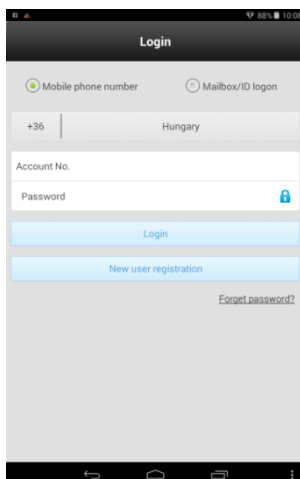 88% 10:08
Login
Mobile phone number Mailbox/ID logon
+36 Hungary
Account No.
Password
Login
New user registration
Forget password?